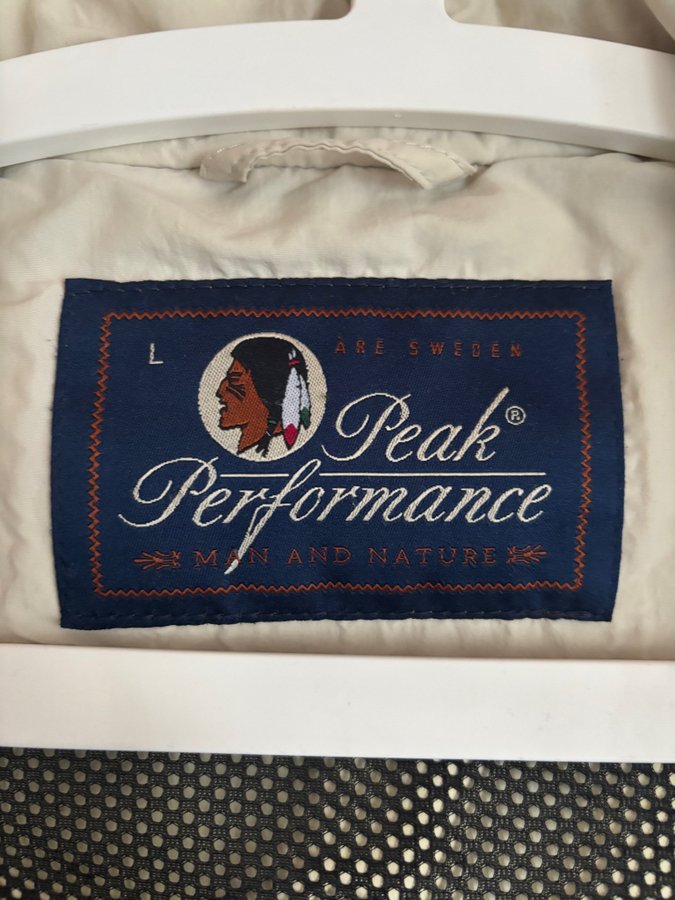 L
ÅRE SWEDEN
Peak®
Performance
MAN AND NATURE